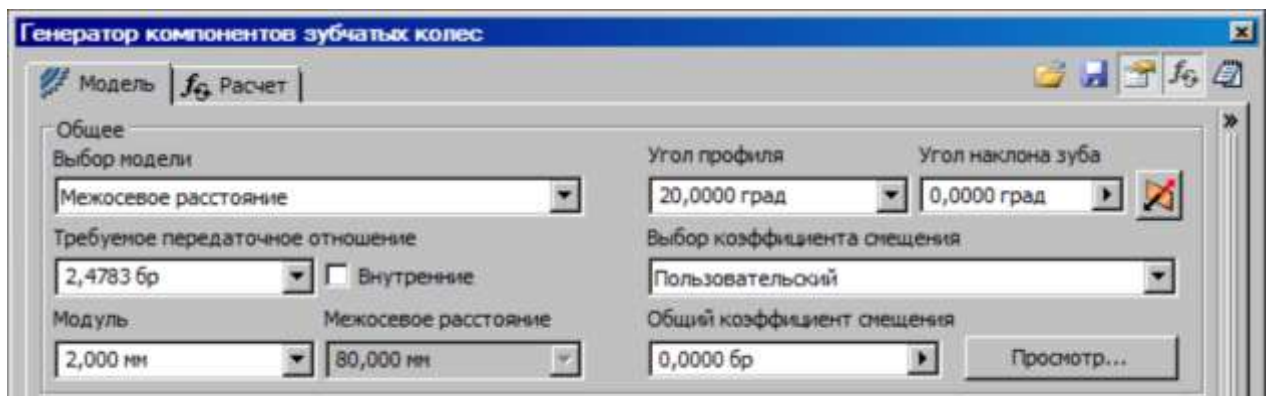 Генератор компонентов зубчатых колес
Модель fG Расчет
Общее
Выбор модели Угол профиля Угол наклона зуба
Межосевое расстояние 20,0000 град 0,0000 град
Требуемое передаточное отношение Выбор коэффициента смещения
2,4783 бр Внутренние Пользовательский
Модуль Межосевое расстояние Общий коэффициент смещения
2,000 мм 80,000 мм 0,0000 бр Просмотр...